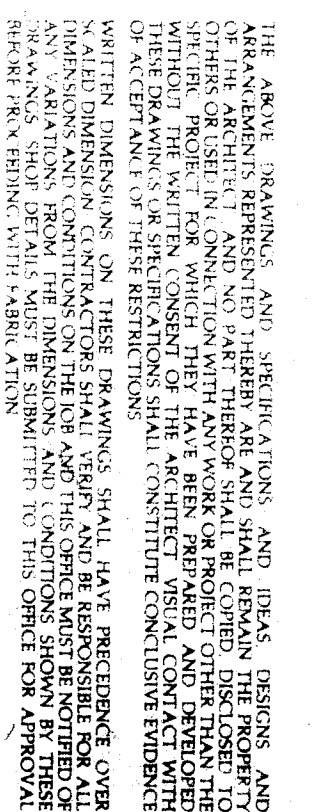 THE ABOVE DRAWINGS AND SPECIFICATIONS AND IDEAS, DESIGNS AND
ARRANGEMENTS REPRESENTED THEREBY ARE AND SHALL REMAIN THE PROPERTY
OF THE ARCHITECT AND NO PART THEREOF SHALL BE COPIED, DISCLOSED TO
OTHERS OR USED IN CONNECTION WITH ANY WORK OR PROJECT OTHER THAN THE
SPECIFIC PROJECT FOR WHICH THEY HAVE BEEN PREPARED AND DEVELOPED
WITHOUT THE WRITTEN CONSENT OF THE ARCHITECT VISUAL CONTACT WITH
THESE DRAWINGS OR SPECIFICATIONS SHALL CONSTITUTE CONCLUSIVE EVIDENCE
OF ACCEPTANCE OF THESE RESTRICTIONS
WRITTEN DIMENSIONS ON THESE DRAWINGS SHALL HAVE PRECEDENCE OVER
SCALED DIMENSION CONTRACTORS SHALL VERIFY AND BE RESPONSIBLE FOR ALL
DIMENSIONS AND CONDITIONS ON THE JOB AND THIS OFFICE MUST BE NOTIFIED OF
ANY VARIATIONS FROM THE DIMENSIONS AND CONDITIONS SHOWN BY THESE
DRAWINGS SHOP DETAILS MUST BE SUBMITTED TO THIS OFFICE FOR APPROVAL
BEFORE PROCEEDING WITH FABRICATION